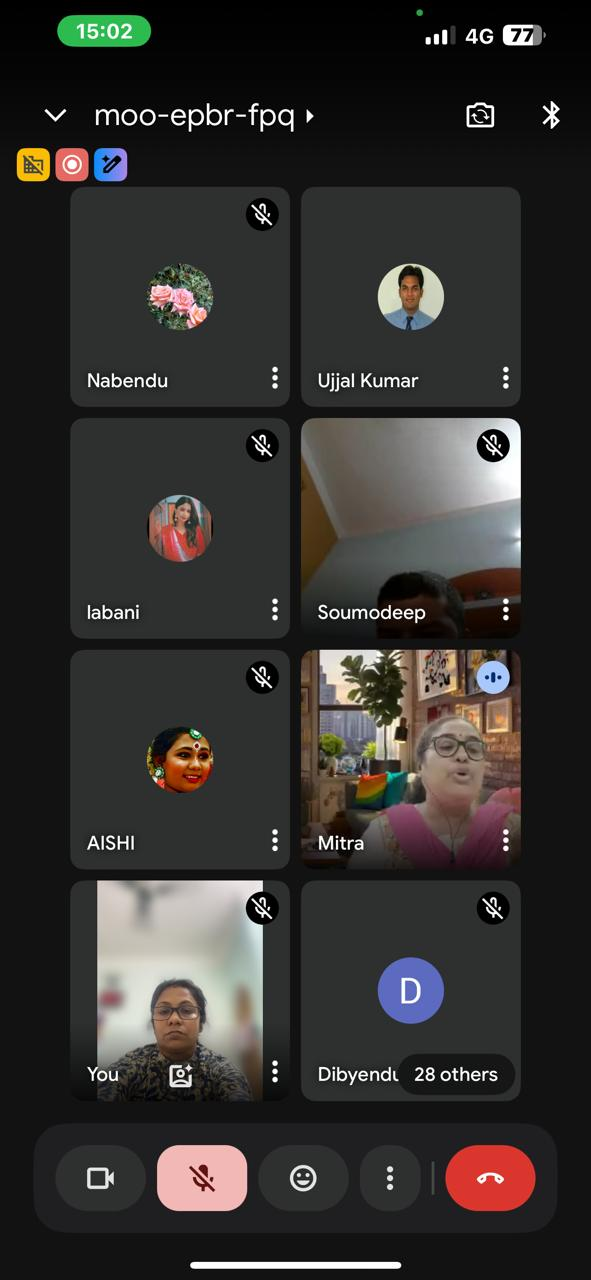 15:02
4G
77
moo-epbr-fpq
Nabendu
Ujjal Kumar
labani
Soumodeep
AISHI
Mitra
You
D
Dibyendu
28 others